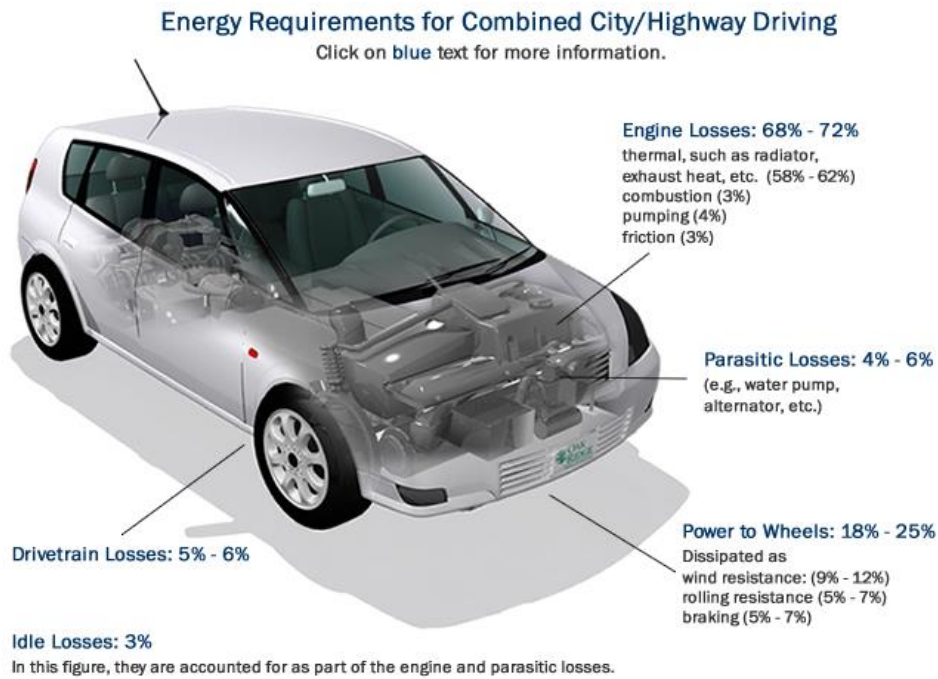 Energy Requirements for Combined City/Highway Driving
Click on blue text for more information.
Engine Losses: 68% - 72%
thermal, such as radiator,
exhaust heat, etc. (58% - 62%)
combustion (3%)
pumping (4%)
friction (3%)
Parasitic Losses: 4% - 6%
(e.g., water pump,
alternator, etc.)
OAK
RIDGE
Power to Wheels: 18% - 25%
Dissipated as
wind resistance: (9% - 12%)
rolling resistance (5% - 7%)
braking (5% - 7%)
Drivetrain Losses: 5% - 6%
Idle Losses: 3%
In this figure, they are accounted for as part of the engine and parasitic losses.